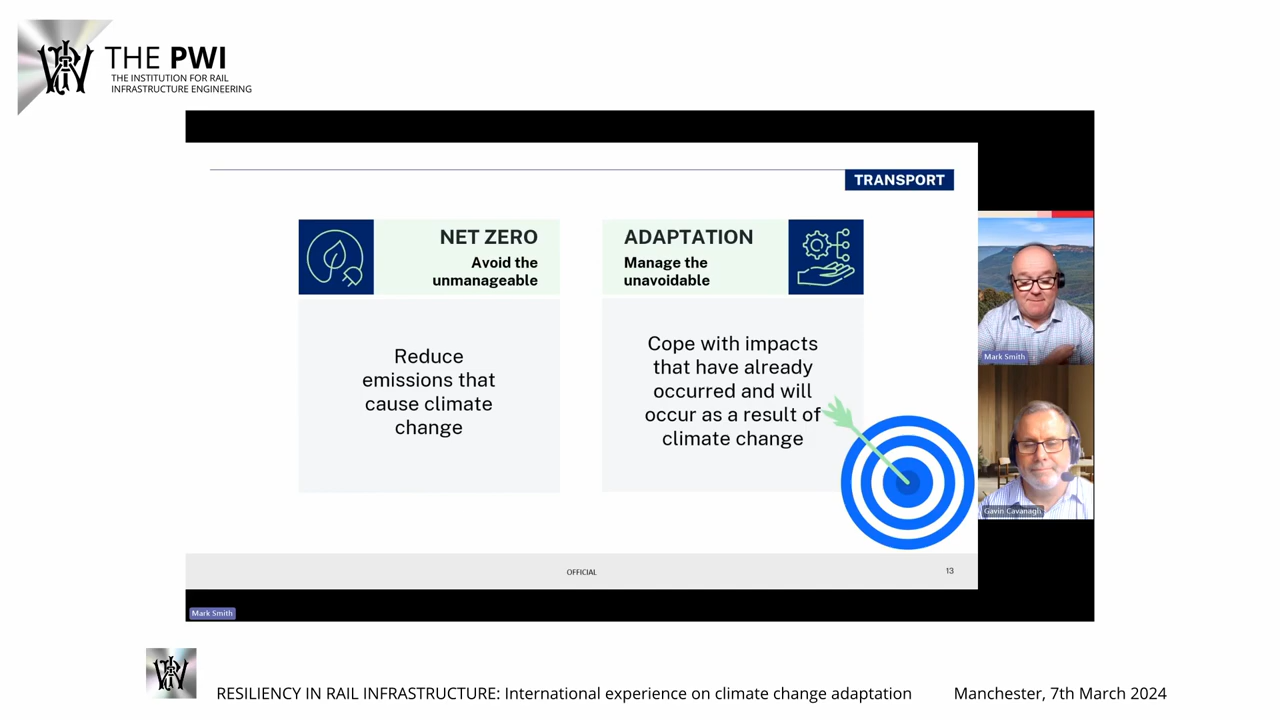 THE PWI
THE INSTITUTION FOR RAIL
INFRASTRUCTURE ENGINEERING
TRANSPORT
NET ZERO
Avoid the
unmanageable
Reduce
emissions that
cause climate
change
ADAPTATION
Manage the
unavoidable
Cope with impacts
that have already
occurred and will
occur as a result of
climate change
Mark Smith
Gavin Cavanagh
OFFICIAL
13
Mark Smith
RESILIENCY IN RAIL INFRASTRUCTURE: International experience on climate change adaptation
Manchester, 7th March 2024